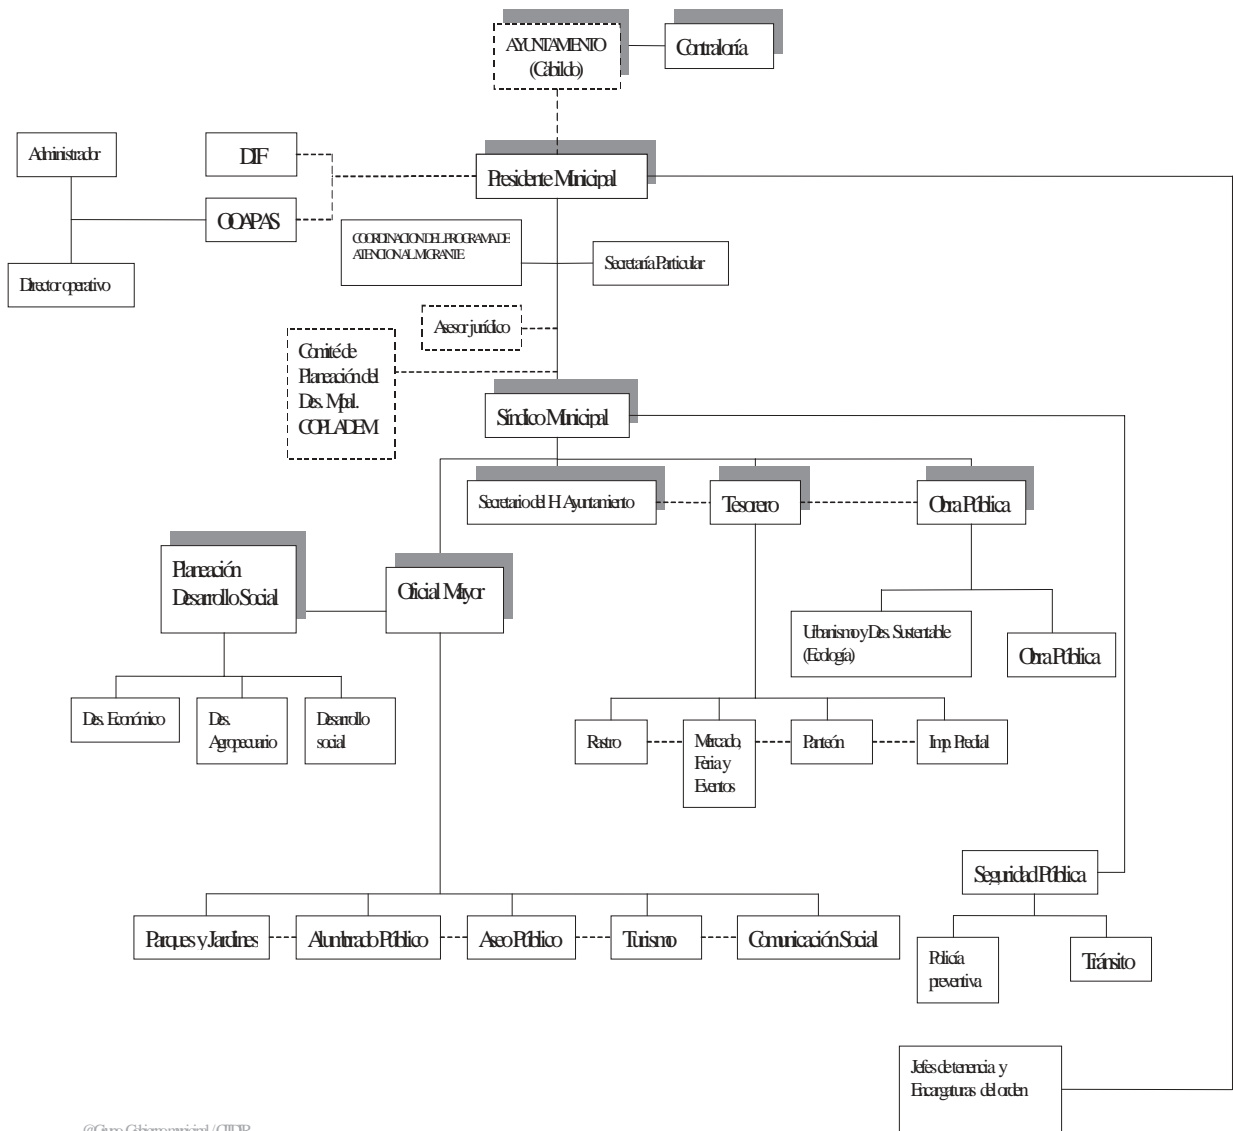 AYUNTAMIENTO
(Cabildo)
Contraloría
Administrador
DIF
Presidente Municipal
OOAPAS
COORDINACION DEL PROGRAMA DE
ATENCION AL MIGRANTE
Secretaría Particular
Director operativo
Asesor jurídico
Comité de
Planeación del
Des. Mpal.
COPLADEM
Síndico Municipal
Secretario del H. Ayuntamiento
Tesorero
Obra Pública
Planeación
Desarrollo Social
Oficial Mayor
Urbanismo y Des. Sustentable
(Ecología)
Obra Pública
Des. Económico
Des.
Agropecuario
Desarrollo
social
Rastro
Mercado,
Feria y
Eventos
Panteón
Imp. Predial
Seguridad Pública
Parques y Jardines
Alumbrado Público
Aseo Público
Turismo
Comunicación Social
Policía
preventiva
Tránsito
Jefes de tenencia y
Encargaturas del orden